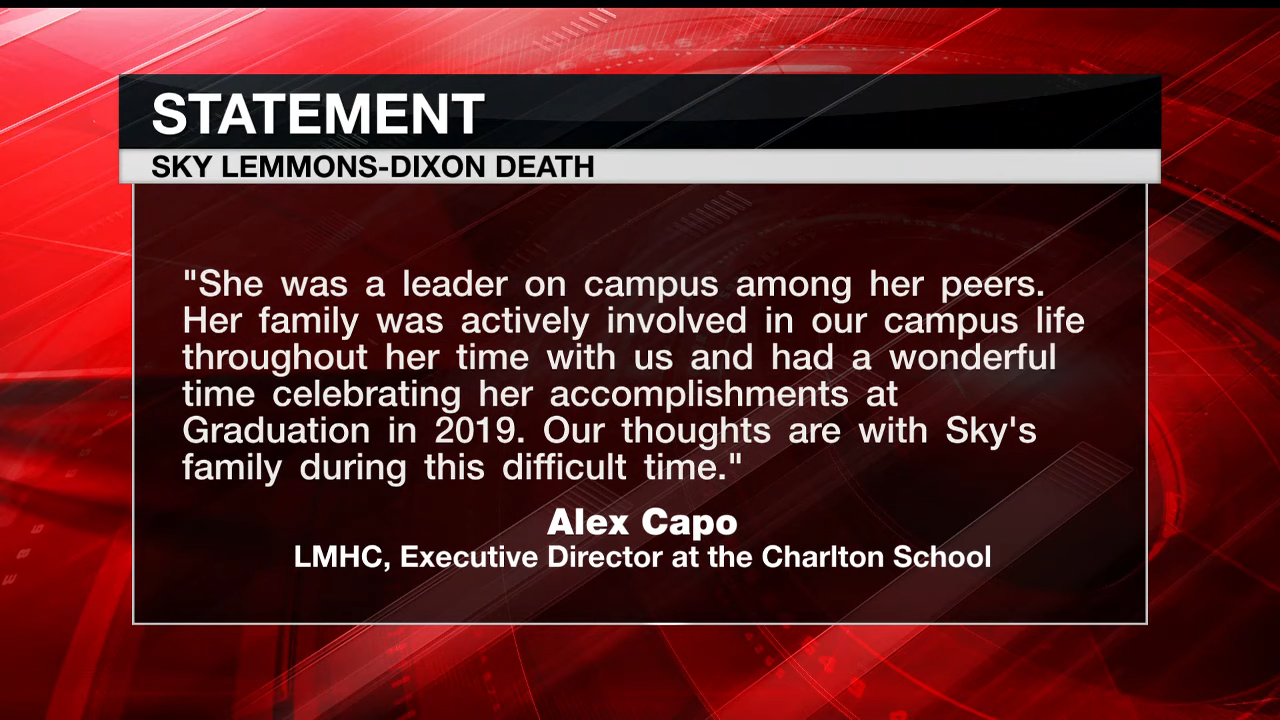 STATEMENT
SKY LEMMONS-DIXON DEATH
"She was a leader on campus among her peers.
Her family was actively involved in our campus life
throughout her time with us and had a wonderful
time celebrating her accomplishments at
Graduation in 2019. Our thoughts are with Sky's
family during this difficult time."
Alex Capo
LMHC, Executive Director at the Charlton School